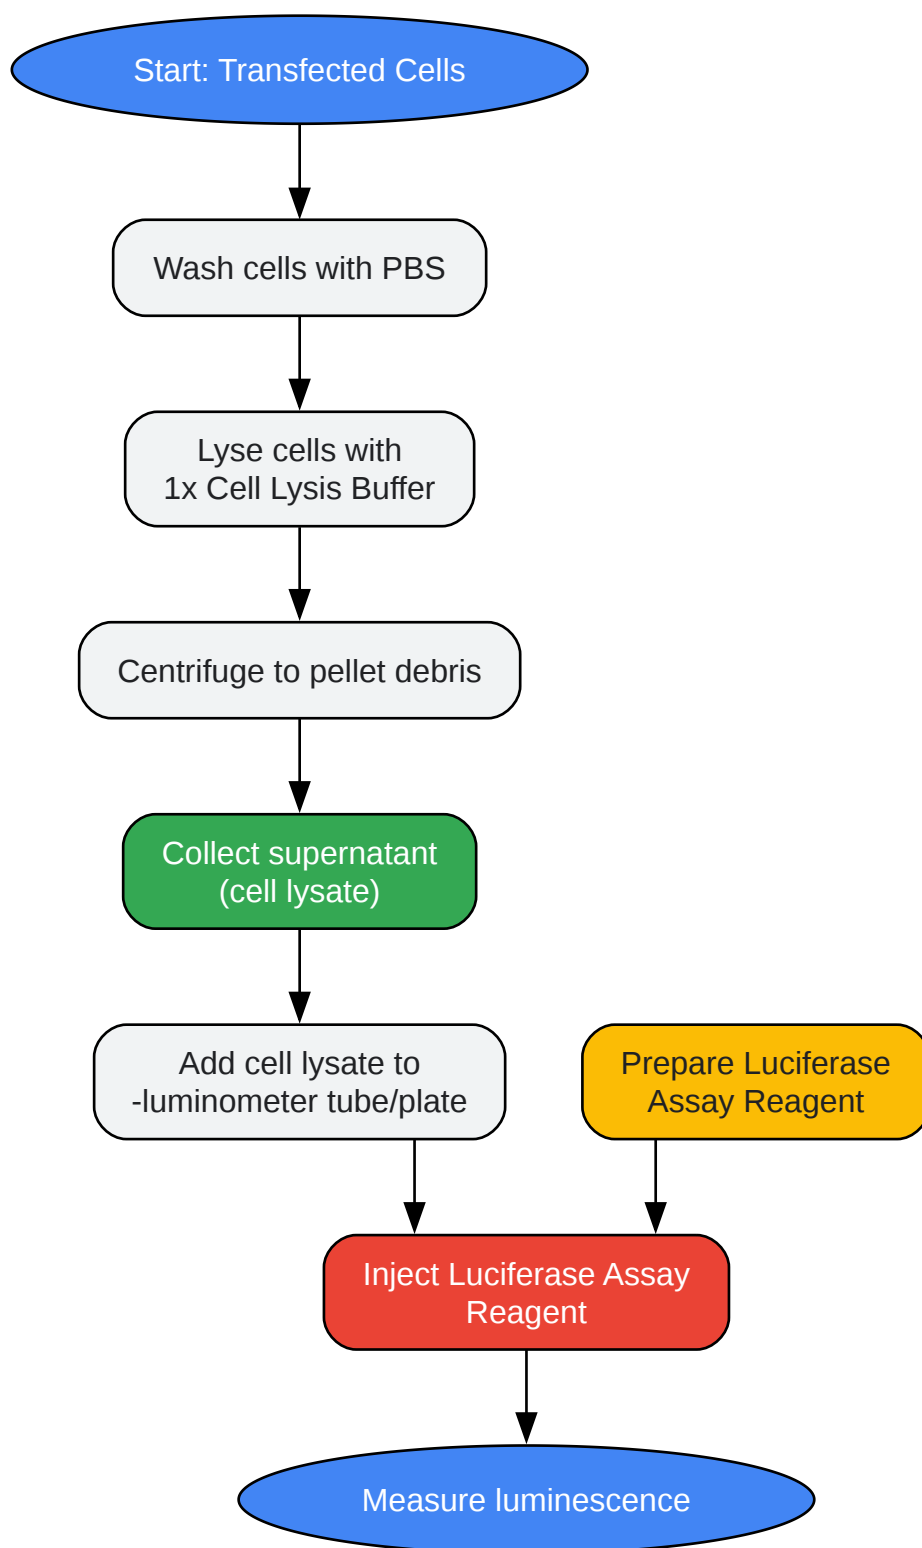 Start: Transfected Cells
Wash cells with PBS
Lyse cells with
1x Cell Lysis Buffer
Centrifuge to pellet debris
Collect supernatant
(cell lysate)
Add cell lysate to
-luminometer tube/plate
Prepare Luciferase
Assay Reagent
Inject Luciferase Assay
Reagent
Measure luminescence